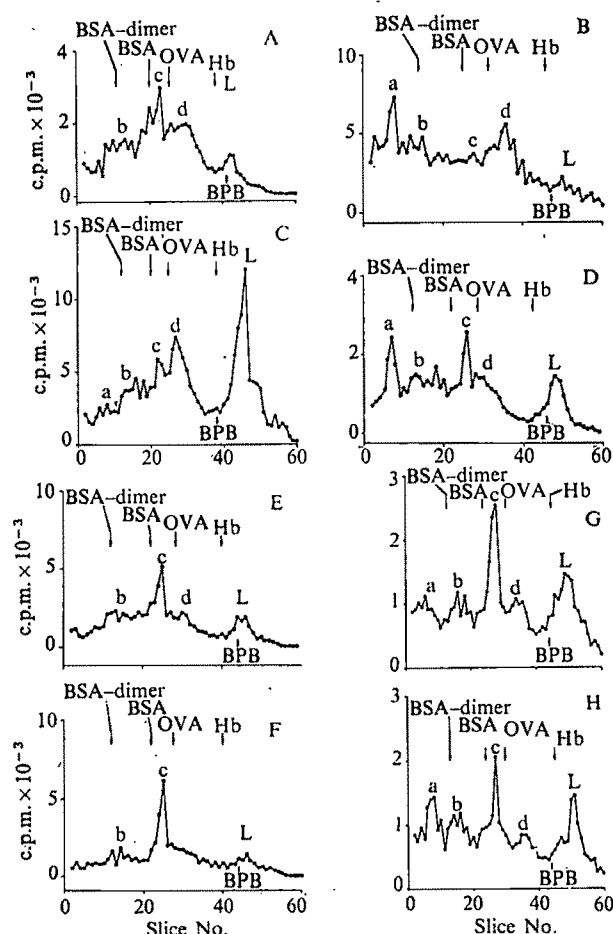 A
BSA-dimer
BSA OVA Hb
c L
b d
BPB
4
2
0
c.p.m. × 10⁻³
B
BSA-dimer
BSA OVA Hb
a b c d L
BPB
10
5
0
C
BSA-dimer
BSA OVA Hb
a b c d L
BPB
15
10
5
0
c.p.m. × 10⁻³
0 20 40 60
D
BSA-dimer
BSA OVA Hb
a b c d L
BPB
4
2
0
0 20 40 60
E
BSA-dimer
BSA OVA Hb
b c d L
BPB
10
5
0
c.p.m. × 10⁻³
G
BSA-dimer
BSA c OVA Hb
a b d L
BPB
3
2
1
0
F
BSA-dimer
BSA OVA Hb
b c L
BPB
10
5
0
c.p.m. × 10⁻³
0 20 40 60
Slice No.
H
BSA-dimer
BSA OVA Hb
a b c d L
BPB
3
2
1
0
0 20 40 60
Slice No.